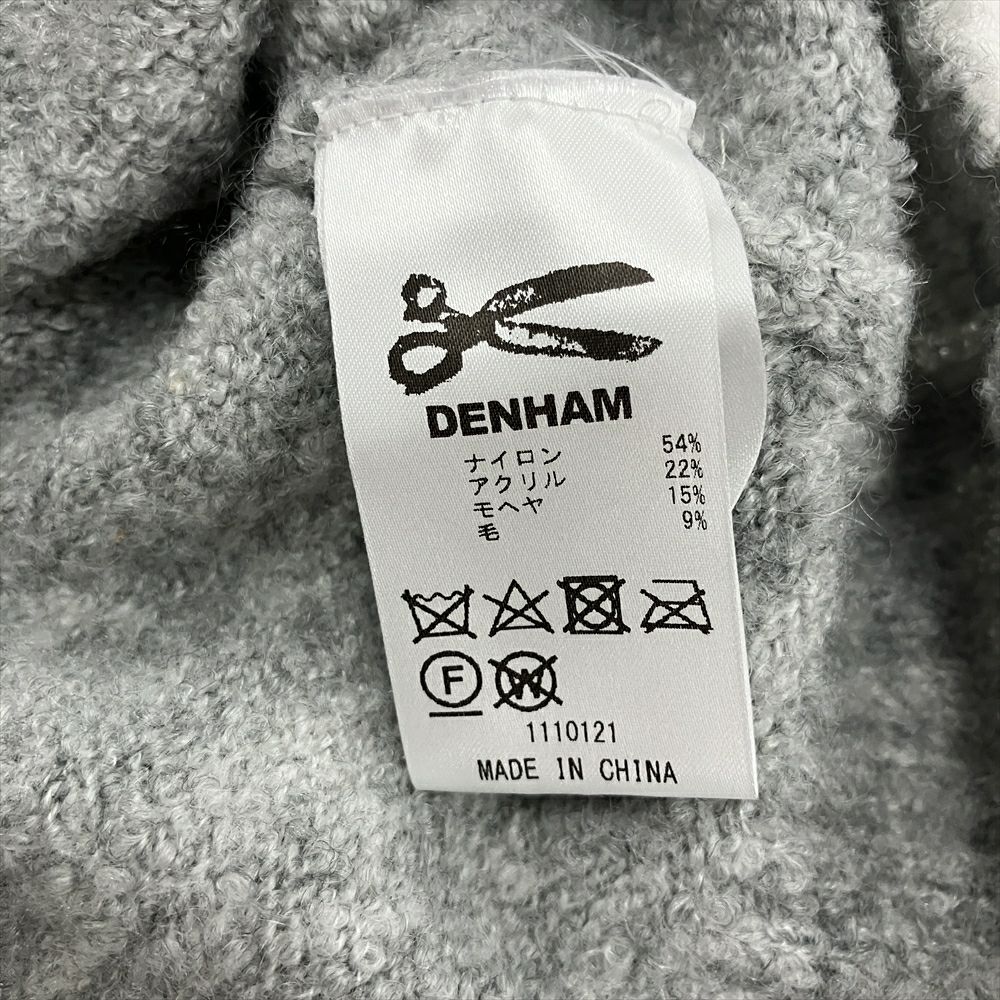 DENHAM
ナイロン 54%
アクリル 22%
モヘヤ 15%
毛 9%
F W
1110121
MADE IN CHINA